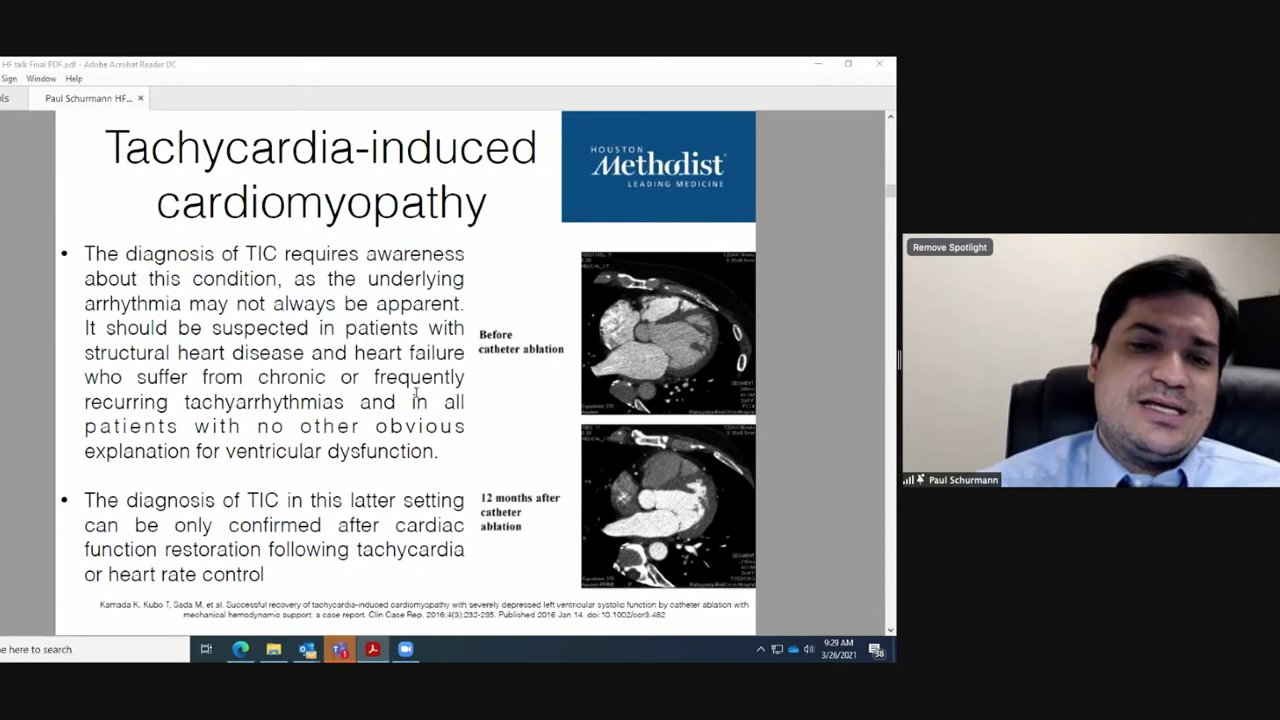 HF talk Final PDF.pdf - Adobe Acrobat Reader DC
Sign Window Help
ols
Paul Schurmann HF... ×
Tachycardia-induced
cardiomyopathy
HOUSTON
Methodist
LEADING MEDICINE
• The diagnosis of TIC requires awareness
about this condition, as the underlying
arrhythmia may not always be apparent.
It should be suspected in patients with
structural heart disease and heart failure
who suffer from chronic or frequently
recurring tachyarrhythmias and in all
patients with no other obvious
explanation for ventricular dysfunction.
• The diagnosis of TIC in this latter setting
can be only confirmed after cardiac
function restoration following tachycardia
or heart rate control
Before
catheter ablation
12 months after
catheter
ablation
Kamada K, Kubo T, Sada M, et al. Successful recovery of tachycardia-induced cardiomyopathy with severely depressed left ventricular systolic function by catheter ablation with
mechanical hemodynamic support: a case report. Clin Case Rep. 2016;4(3):232-235. Published 2016 Jan 14. doi:10.1002/ccr3.482
Remove Spotlight
Paul Schurmann
pe here to search
9:29 AM
3/26/2021
38